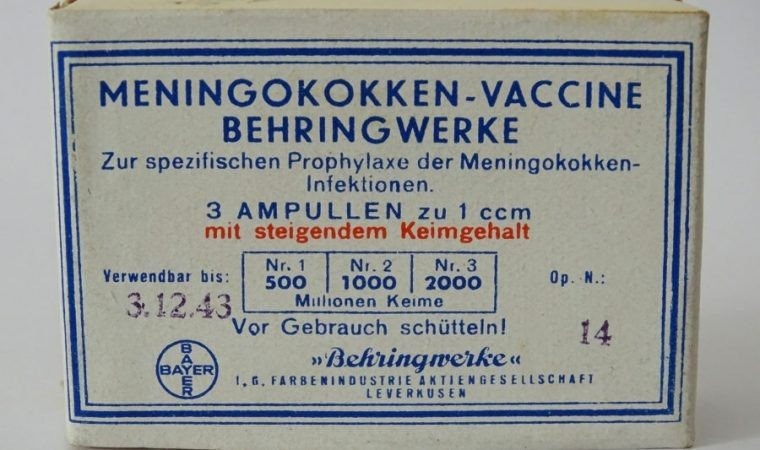 MENINGOKOKKEN-VACCINE
BEHRINGWERKE
Zur spezifischen Prophylaxe der Meningokokken-
Infektionen.
3 AMPULLEN zu 1 ccm
mit steigendem Keimgehalt
Verwendbar bis:
3.12.43
Nr. 1 Nr. 2 Nr. 3
500 1000 2000
Millionen Keime
Op.-N.:
14
Vor Gebrauch schütteln!
BAYER
BAYER
»Behringwerke«
I. G. FARBENINDUSTRIE AKTIENGESELLSCHAFT
LEVERKUSEN